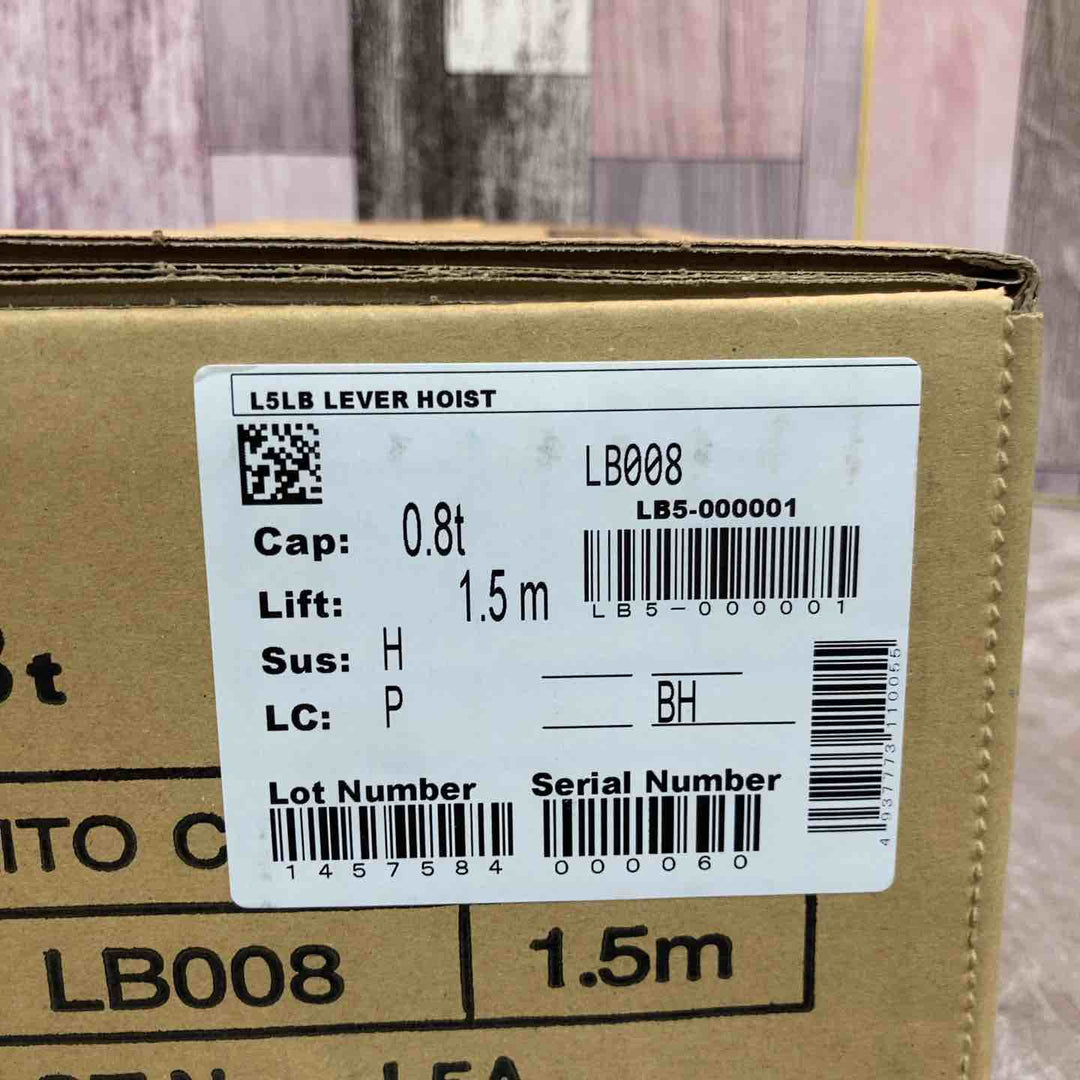 L5LB LEVER HOIST
LB008
LB5-000001
Cap: 0.8t
LB5-000001
Lift: 1.5 m
Sus: H
LC: P
BH
4937773110055
Lot Number
1457584
Serial Number
000060
t
ITO C
LB008
1.5m